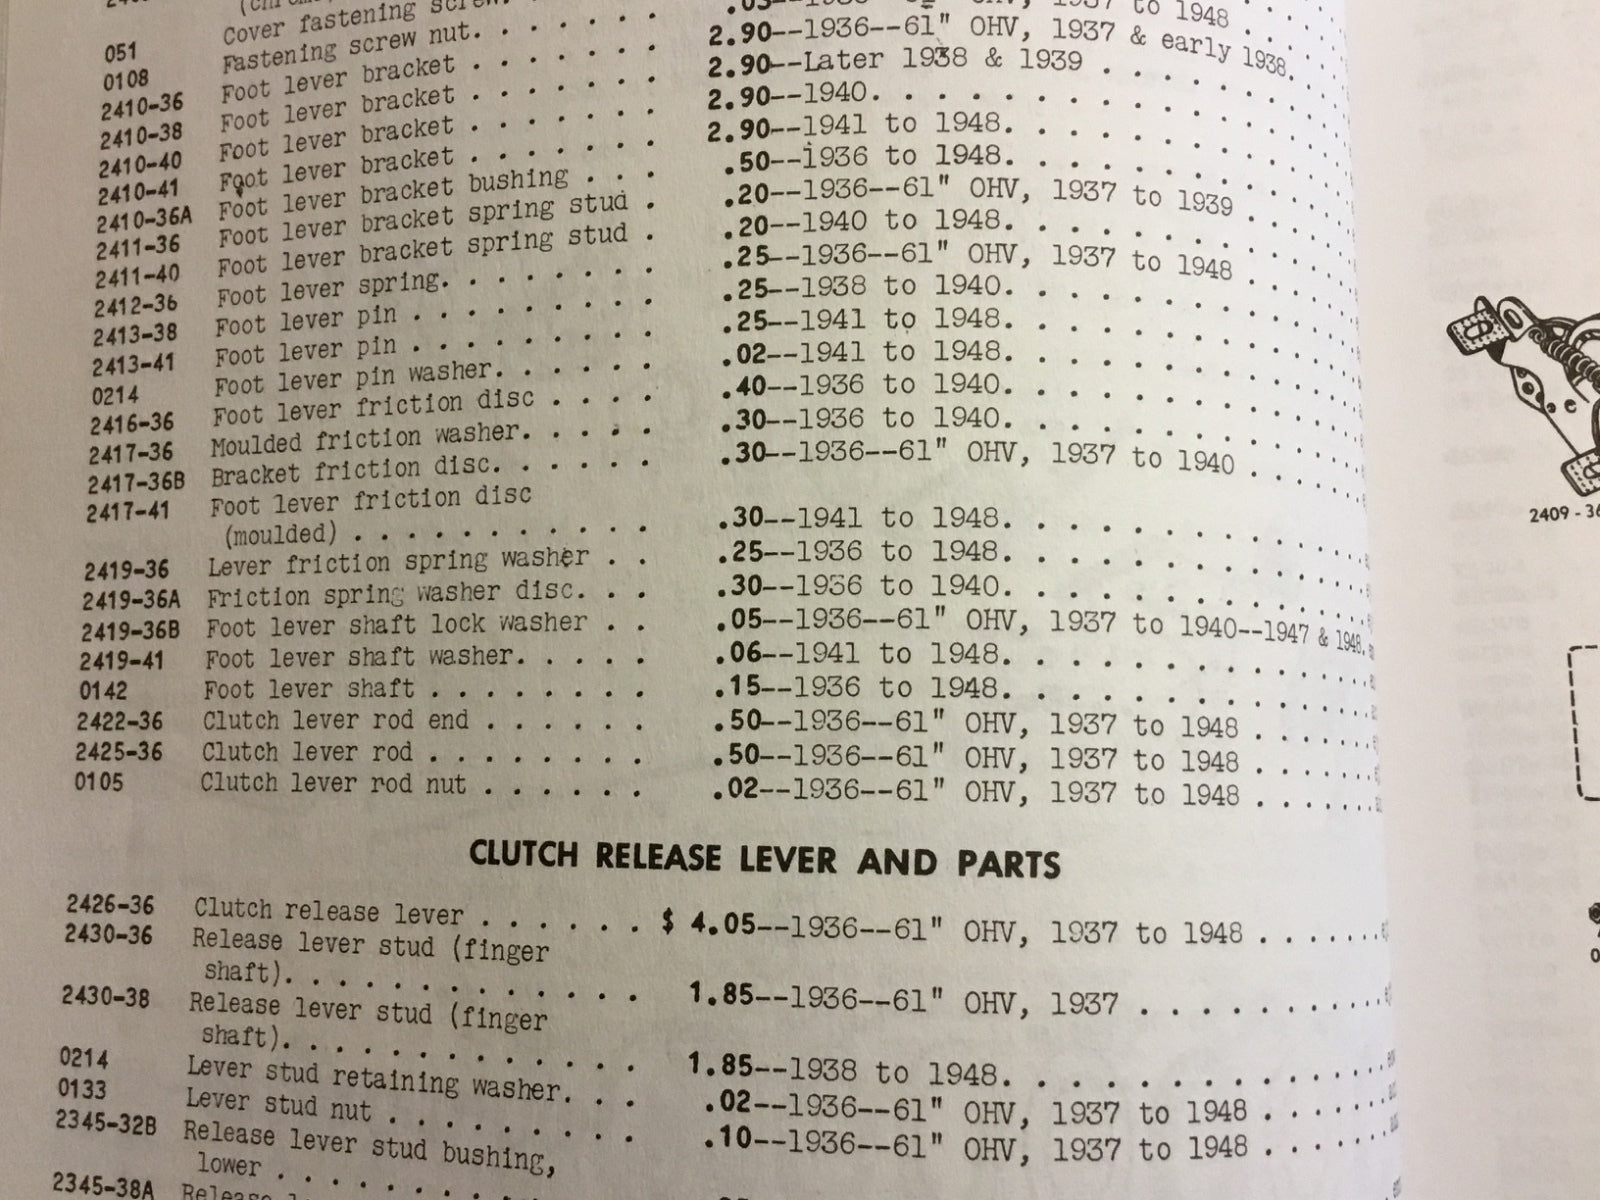 (chrom
051 Cover fastening screw.
0108 Fastening screw nut. . . . . . OHV, 1937 to 1948 . . .
2410-36 Foot lever bracket . . . . . . . 2.90--1936--61" OHV, 1937 & early 1938.
2410-38 Foot lever bracket . . . . . . . 2.90--Later 1938 & 1939 . . . . . .
2410-40 Foot lever bracket . . . . . . . 2.90--1940. . . . . . . . . .
2410-41 Foot lever bracket . . . . . . . 2.90--1941 to 1948. . . . . . . .
2410-36A Foot lever bracket bushing . . . .50--1936 to 1948. . . . . . . .
2411-36 Foot lever bracket spring stud . .20--1936--61" OHV, 1937 to 1939 . . .
2411-40 Foot lever bracket spring stud . .20--1940 to 1948. . . . . . . .
2412-36 Foot lever spring. . . . . . . . .25--1936--61" OHV, 1937 to 1948 . . .
2413-38 Foot lever pin . . . . . . . . . .25--1938 to 1940. . . . . . . .
2413-41 Foot lever pin . . . . . . . . . .25--1941 to 1948. . . . . . . .
0214 Foot lever pin washer. . . . . . .02--1941 to 1948. . . . . . . .
2416-36 Foot lever friction disc . . . . .40--1936 to 1940. . . . . . . .
2417-36 Moulded friction washer. . . . . .30--1936 to 1940. . . . . . . .
2417-36B Bracket friction disc. . . . . . .30--1936--61" OHV, 1937 to 1940 . . .
2417-41 Foot lever friction disc
(moulded) . . . . . . . . . . .30--1941 to 1948. . . . . . . .
2419-36 Lever friction spring washer . . .25--1936 to 1948. . . . . . . .
2419-36A Friction spring washer disc. . . .30--1936 to 1940. . . . . . . .
2419-36B Foot lever shaft lock washer . . .05--1936--61" OHV, 1937 to 1940--1947 & 1948.
2419-41 Foot lever shaft washer. . . . . .06--1941 to 1948. . . . . . . .
0142 Foot lever shaft . . . . . . . . .15--1936 to 1948. . . . . . . .
2422-36 Clutch lever rod end . . . . . . .50--1936--61" OHV, 1937 to 1948 . . . .
2425-36 Clutch lever rod . . . . . . . . .50--1936--61" OHV, 1937 to 1948 . . . .
0105 Clutch lever rod nut . . . . . . .02--1936--61" OHV, 1937 to 1948 . . . .
CLUTCH RELEASE LEVER AND PARTS
2426-36 Clutch release lever . . . . . . $ 4.05--1936--61" OHV, 1937 to 1948 . . . .
2430-36 Release lever stud (finger
shaft). . . . . . . . . . . . . 1.85--1936--61" OHV, 1937 . . . . . . .
2430-38 Release lever stud (finger
shaft). . . . . . . . . . . . . 1.85--1938 to 1948. . . . . . . .
0214 Lever stud retaining washer. . . .02--1936--61" OHV, 1937 to 1948 . . . .
0133 Lever stud nut . . . . . . . . . .10--1936--61" OHV, 1937 to 1948 . . . .
2345-32B Release lever stud bushing,
lower . . . . . . . . . .
2345-38A Release
2409 - 36